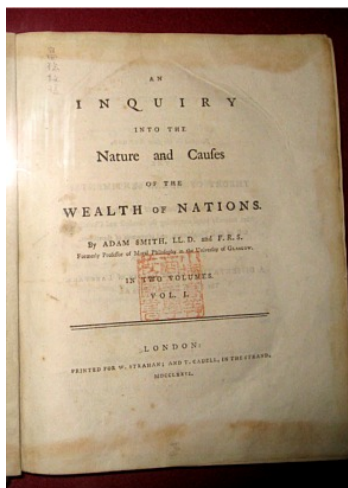 AN
INQUIRY
INTO THE
Nature and Cauſes
OF THE
WEALTH OF NATIONS.
By ADAM SMITH, LL. D. and F. R. S.
Formerly Profeſſor of Moral Philoſophy in the Univerſity of GLASGOW.
IN TWO VOLUMES.
VOL. I.
LONDON:
PRINTED FOR W. STRAHAN; AND T. CADELL, IN THE STRAND.
MDCCLXXVI.